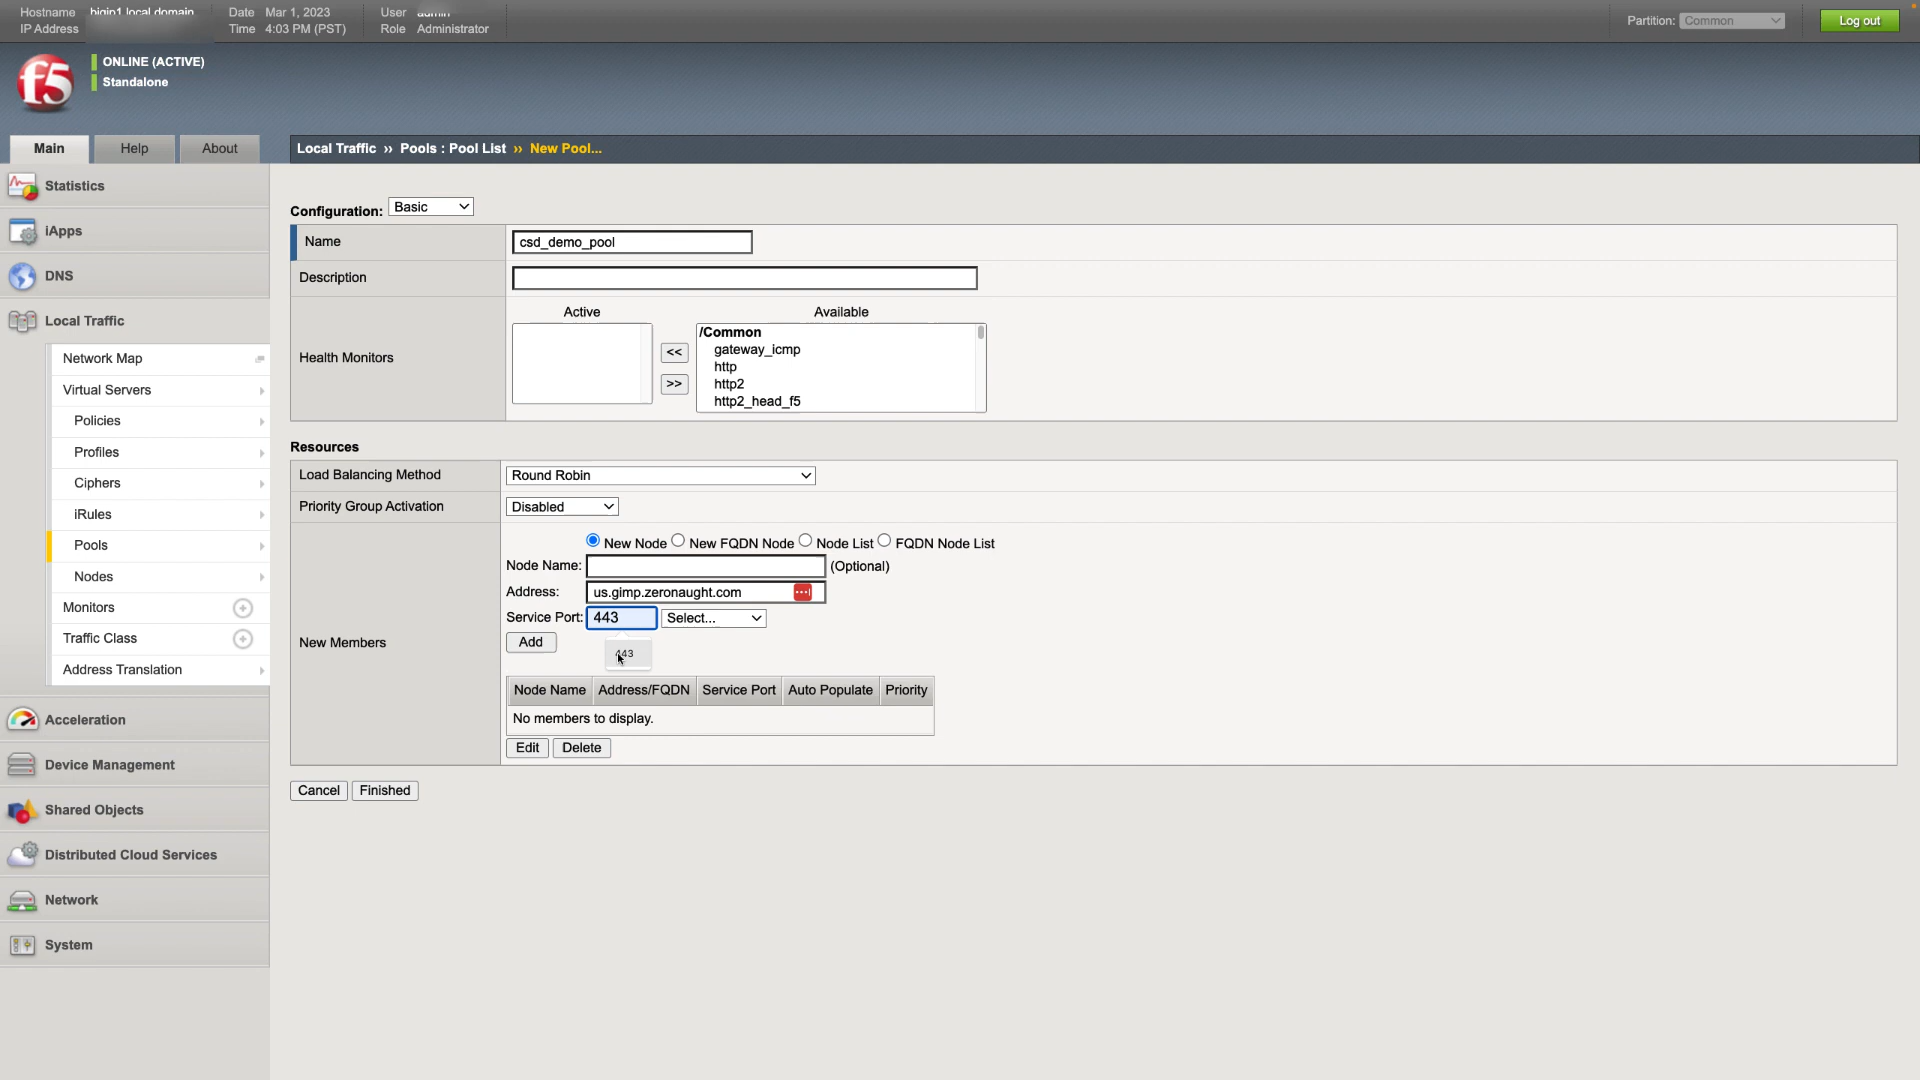 Hostname bigip1.local.domain Date Mar 1, 2023 User admin Partition: Common Log out
IP Address Time 4:03 PM (PST) Role Administrator
f5
ONLINE (ACTIVE)
Standalone
Main Help About
Local Traffic ›› Pools : Pool List ›› New Pool...
Statistics
iApps
DNS
Local Traffic
Network Map
Virtual Servers
Policies
Profiles
Ciphers
iRules
Pools
Nodes
Monitors
Traffic Class
Address Translation
Acceleration
Device Management
Shared Objects
Distributed Cloud Services
Network
System
Configuration: Basic
Name csd_demo_pool
Description
Health Monitors
Active Available
/Common
<< gateway_icmp
http
>> http2
http2_head_f5
Resources
Load Balancing Method Round Robin
Priority Group Activation Disabled
New Members
New Node New FQDN Node Node List FQDN Node List
Node Name: (Optional)
Address: us.gimp.zeronaught.com
Service Port: 443 Select...
Add
443
Node Name Address/FQDN Service Port Auto Populate Priority
No members to display.
Edit Delete
Cancel Finished